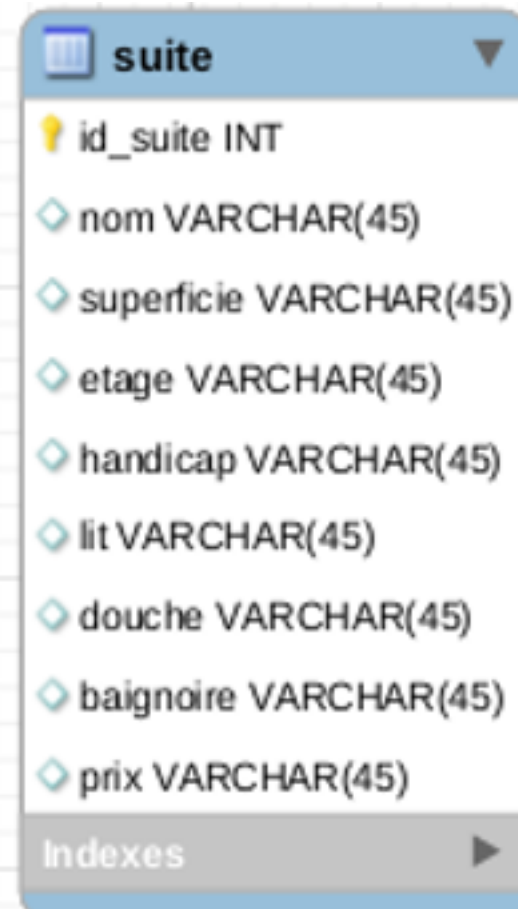 suite
id_suite INT
nom VARCHAR(45)
superficie VARCHAR(45)
etage VARCHAR(45)
handicap VARCHAR(45)
lit VARCHAR(45)
douche VARCHAR(45)
baignoire VARCHAR(45)
prix VARCHAR(45)
Indexes